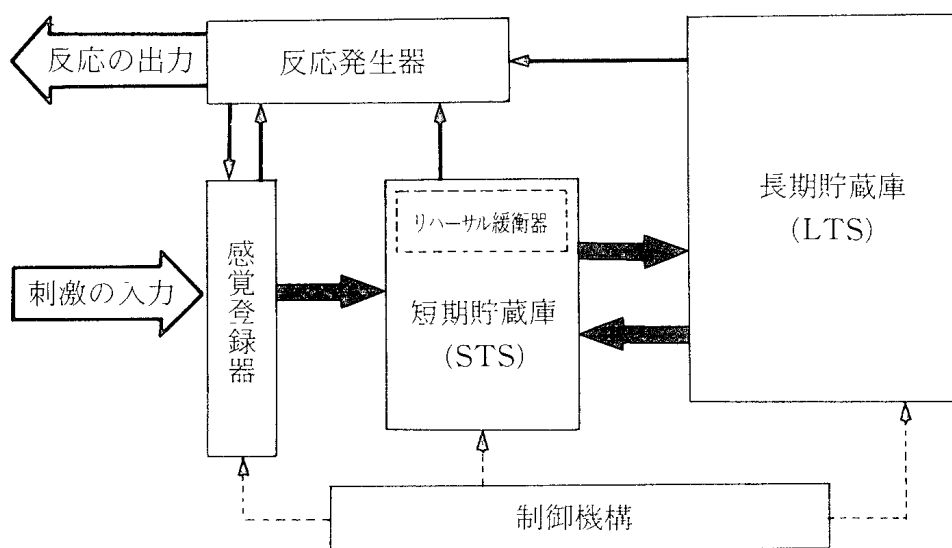 反応の出力
反応発生器
長期貯蔵庫
(LTS)
リハーサル緩衝器
刺激の入力
感覚登録器
短期貯蔵庫
(STS)
制御機構